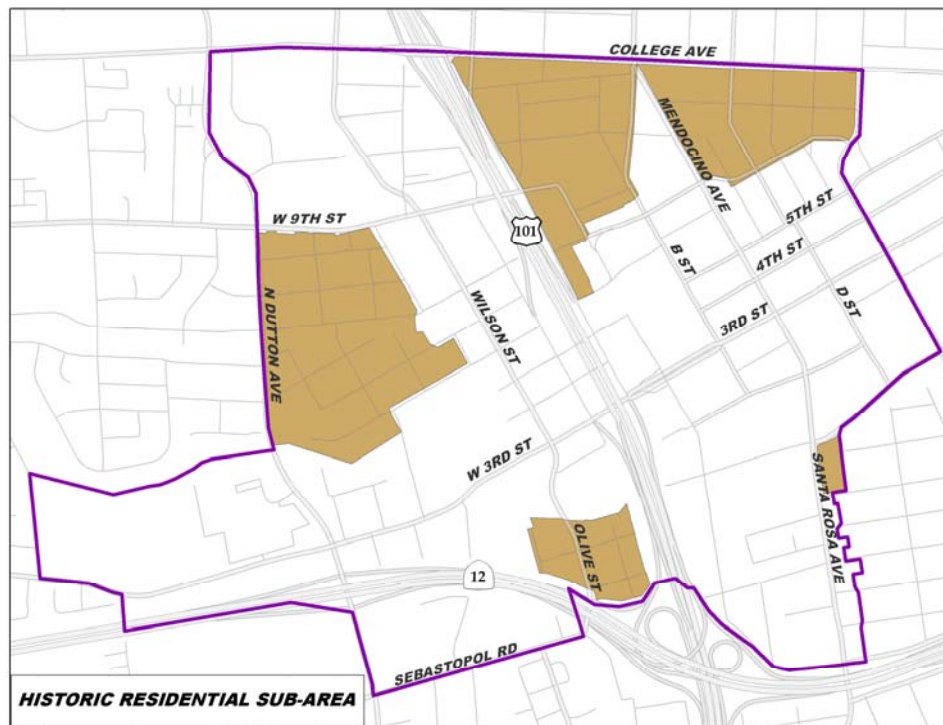 COLLEGE AVE
MENDOCINO AVE
W 9TH ST
101
5TH ST
4TH ST
B ST
D ST
3RD ST
N DUTTON AVE
WILSON ST
W 3RD ST
SANTA ROSA AVE
OLIVE ST
12
SEBASTOPOL RD
HISTORIC RESIDENTIAL SUB-AREA